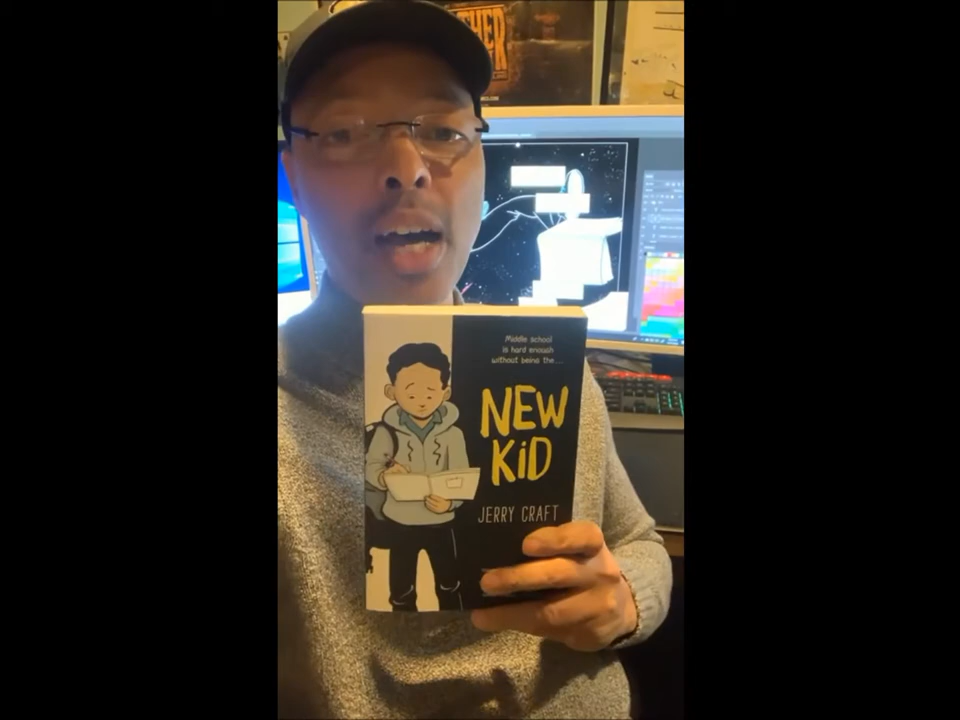 Middle school
is hard enough
without being the...
NEW
KiD
JERRY CRAFT